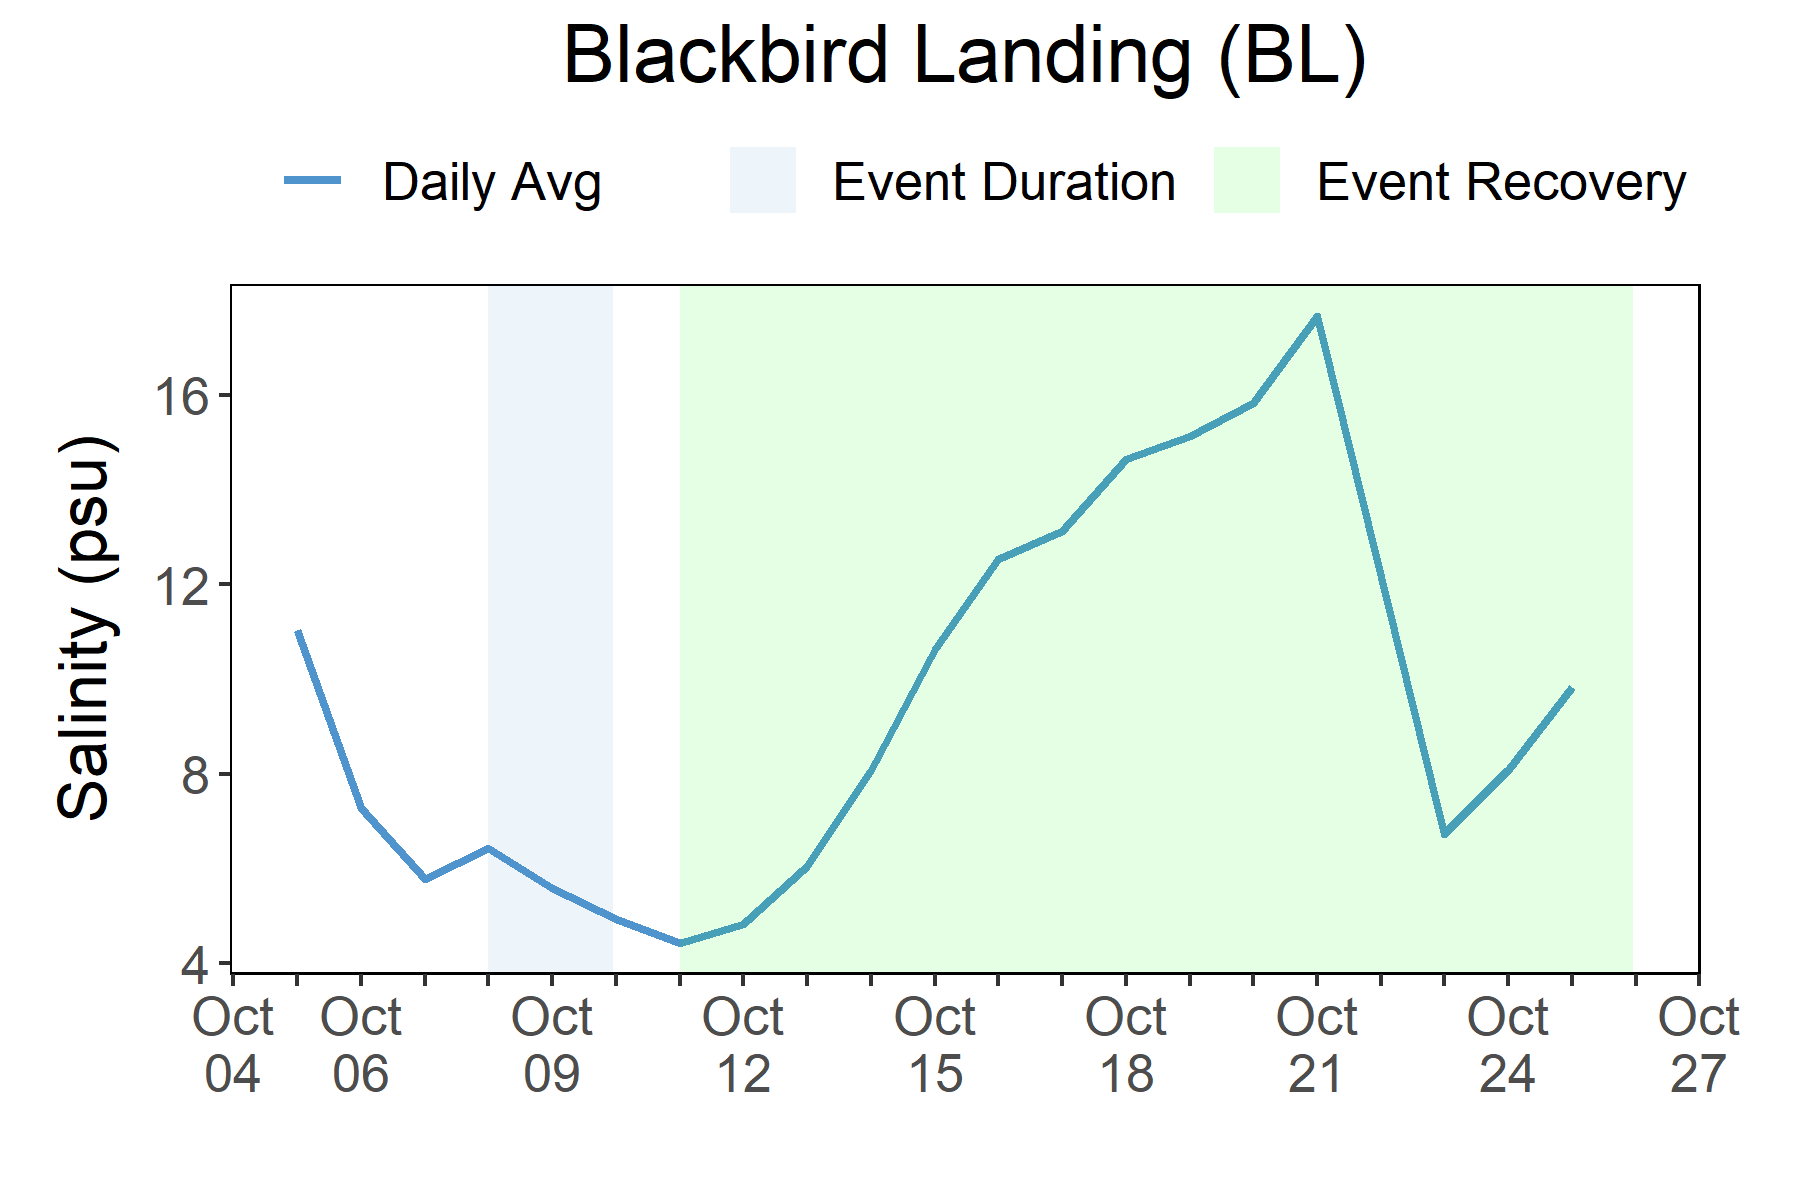 Blackbird Landing (BL)
Daily Avg Event Duration Event Recovery
Salinity (psu)
16
12
8
4
Oct Oct Oct Oct Oct Oct Oct Oct Oct
04 06 09 12 15 18 21 24 27